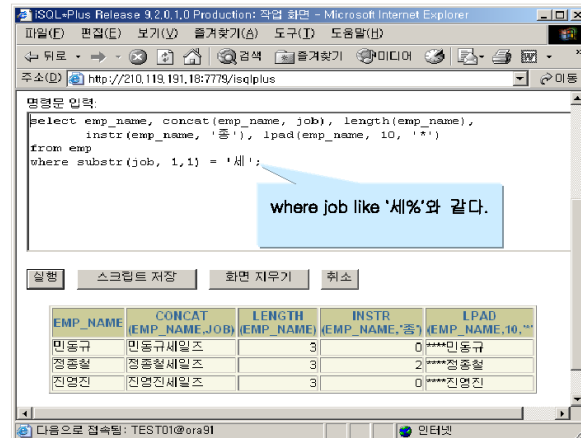 iSQL*Plus Release 9.2.0.1.0 Production: 작업 화면 - Microsoft Internet Explorer
파일(F) 편집(E) 보기(V) 즐겨찾기(A) 도구(T) 도움말(H)
뒤로 검색 즐겨찾기 미디어
주소(D) http://210.119.191.18:7779/isqlplus 이동
명령문 입력:
select emp_name, concat(emp_name, job), length(emp_name),
instr(emp_name, '종'), lpad(emp_name, 10, '*')
from emp
where substr(job, 1,1) = '세';
where job like '세%'와 같다.
실행 스크립트 저장 화면 지우기 취소
EMP_NAME CONCAT LENGTH INSTR LPAD
(EMP_NAME,JOB) (EMP_NAME) (EMP_NAME,'종') (EMP_NAME,10,'*'
민동규 민동규세일즈 3 0 ****민동규
정종철 정종철세일즈 3 2 ****정종철
진영진 진영진세일즈 3 0 ****진영진
다음으로 접속됨: TEST01@ora91 인터넷